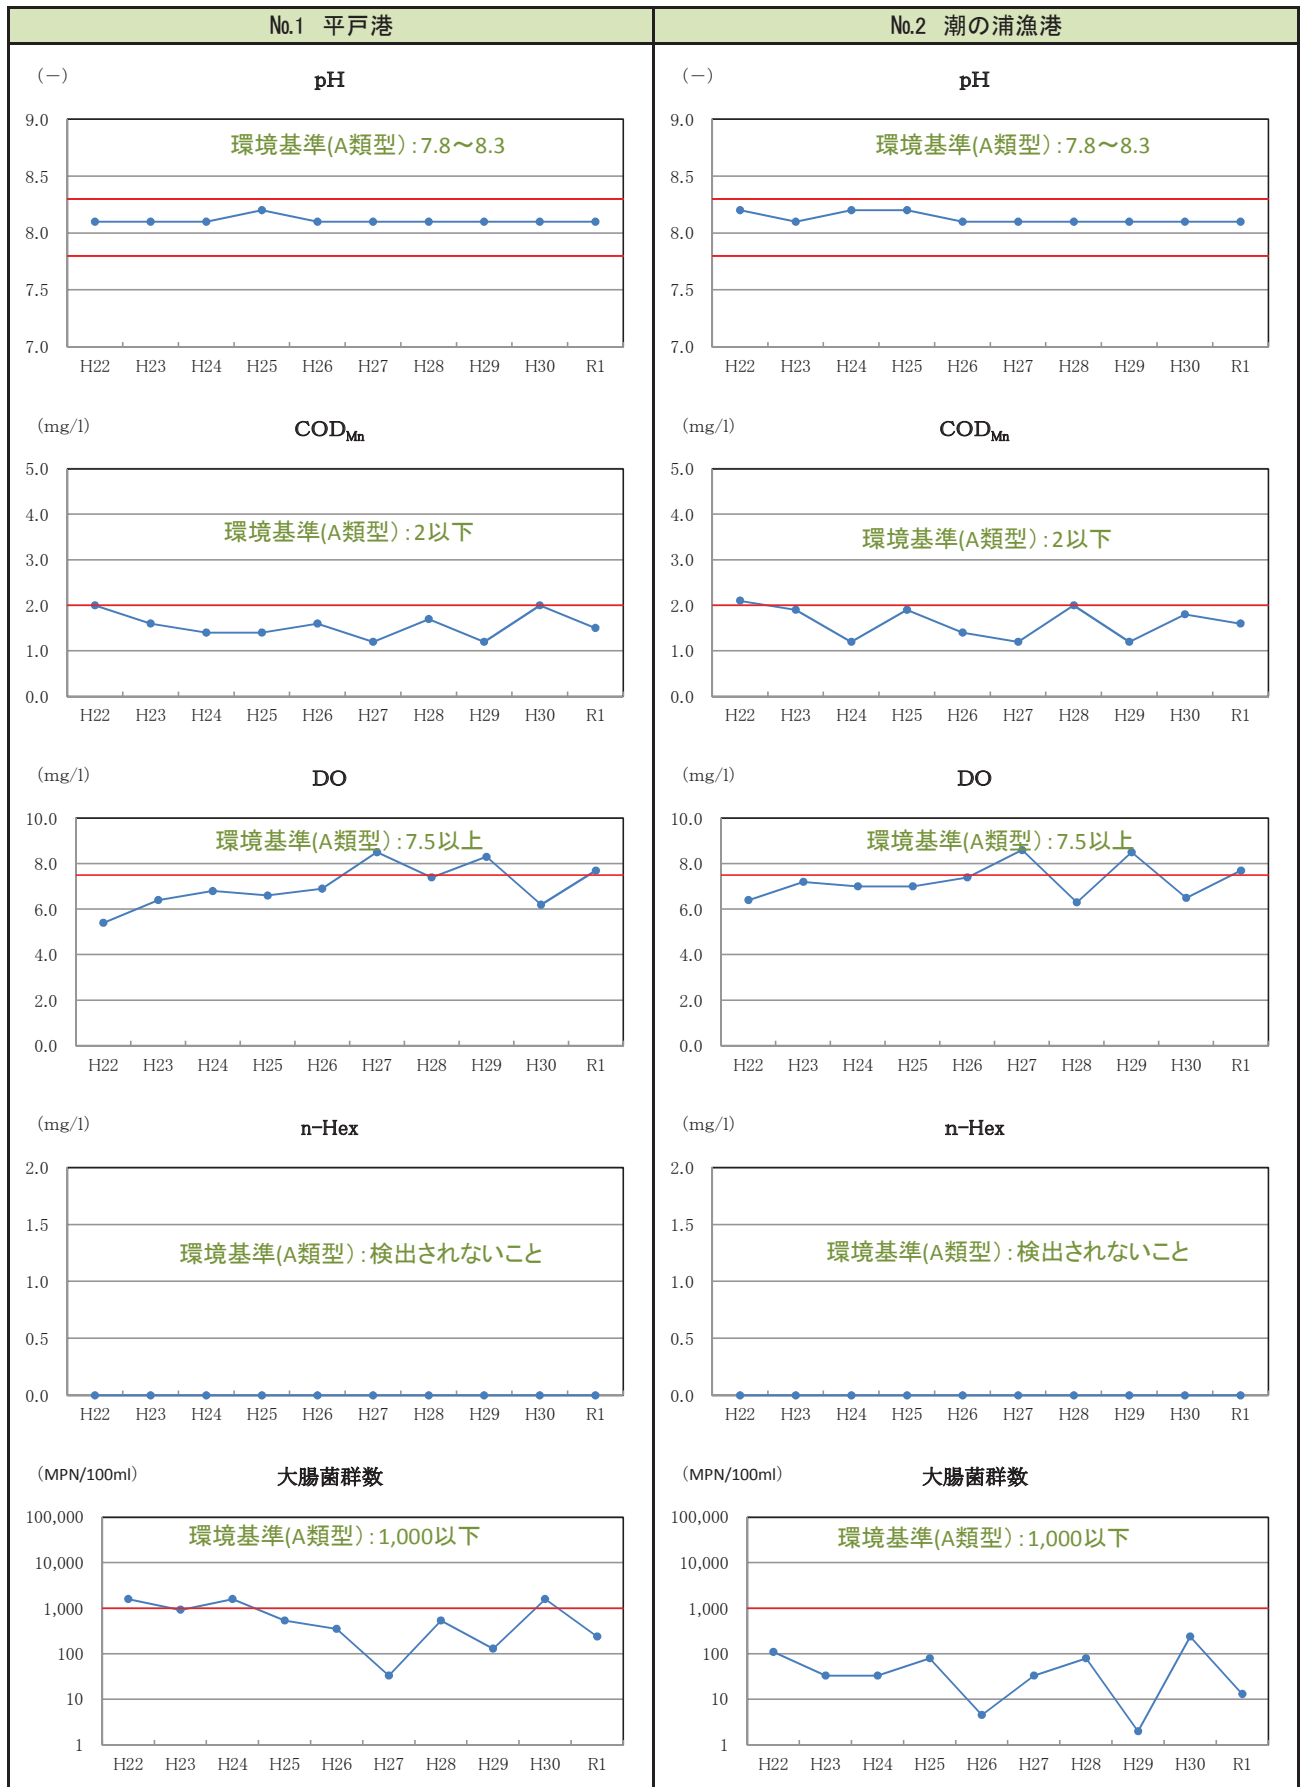 №1 平戸港
(－)
pH
環境基準(A類型）：7.8～8.3
9.0
8.5
8.0
7.5
7.0
H22 H23 H24 H25 H26 H27 H28 H29 H30 R1
(mg/l)
CODMn
環境基準(A類型）：2以下
5.0
4.0
3.0
2.0
1.0
0.0
H22 H23 H24 H25 H26 H27 H28 H29 H30 R1
(mg/l)
DO
環境基準(A類型）：7.5以上
10.0
8.0
6.0
4.0
2.0
0.0
H22 H23 H24 H25 H26 H27 H28 H29 H30 R1
(mg/l)
n-Hex
環境基準(A類型）：検出されないこと
2.0
1.5
1.0
0.5
0.0
H22 H23 H24 H25 H26 H27 H28 H29 H30 R1
（MPN/100ml）
大腸菌群数
環境基準(A類型）：1,000以下
100,000
10,000
1,000
100
10
1
H22 H23 H24 H25 H26 H27 H28 H29 H30 R1
№2 潮の浦漁港
(－)
pH
環境基準(A類型）：7.8～8.3
9.0
8.5
8.0
7.5
7.0
H22 H23 H24 H25 H26 H27 H28 H29 H30 R1
(mg/l)
CODMn
環境基準(A類型）：2以下
5.0
4.0
3.0
2.0
1.0
0.0
H22 H23 H24 H25 H26 H27 H28 H29 H30 R1
(mg/l)
DO
環境基準(A類型）：7.5以上
10.0
8.0
6.0
4.0
2.0
0.0
H22 H23 H24 H25 H26 H27 H28 H29 H30 R1
(mg/l)
n-Hex
環境基準(A類型）：検出されないこと
2.0
1.5
1.0
0.5
0.0
H22 H23 H24 H25 H26 H27 H28 H29 H30 R1
（MPN/100ml）
大腸菌群数
環境基準(A類型）：1,000以下
100,000
10,000
1,000
100
10
1
H22 H23 H24 H25 H26 H27 H28 H29 H30 R1